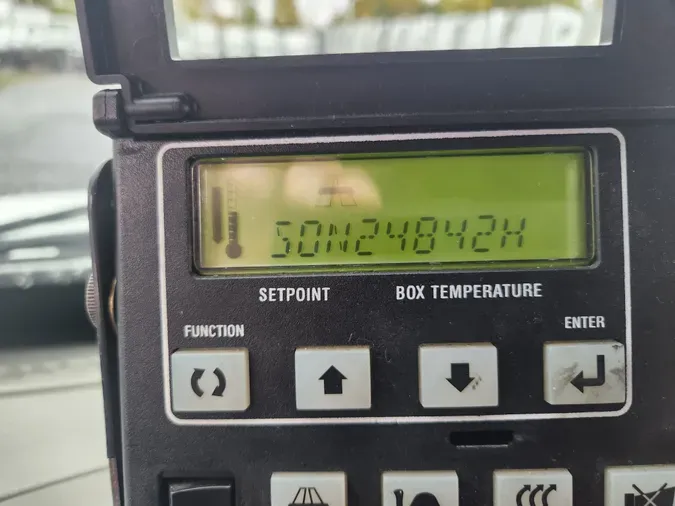 SON24842H
SETPOINT BOX TEMPERATURE
FUNCTION ENTER